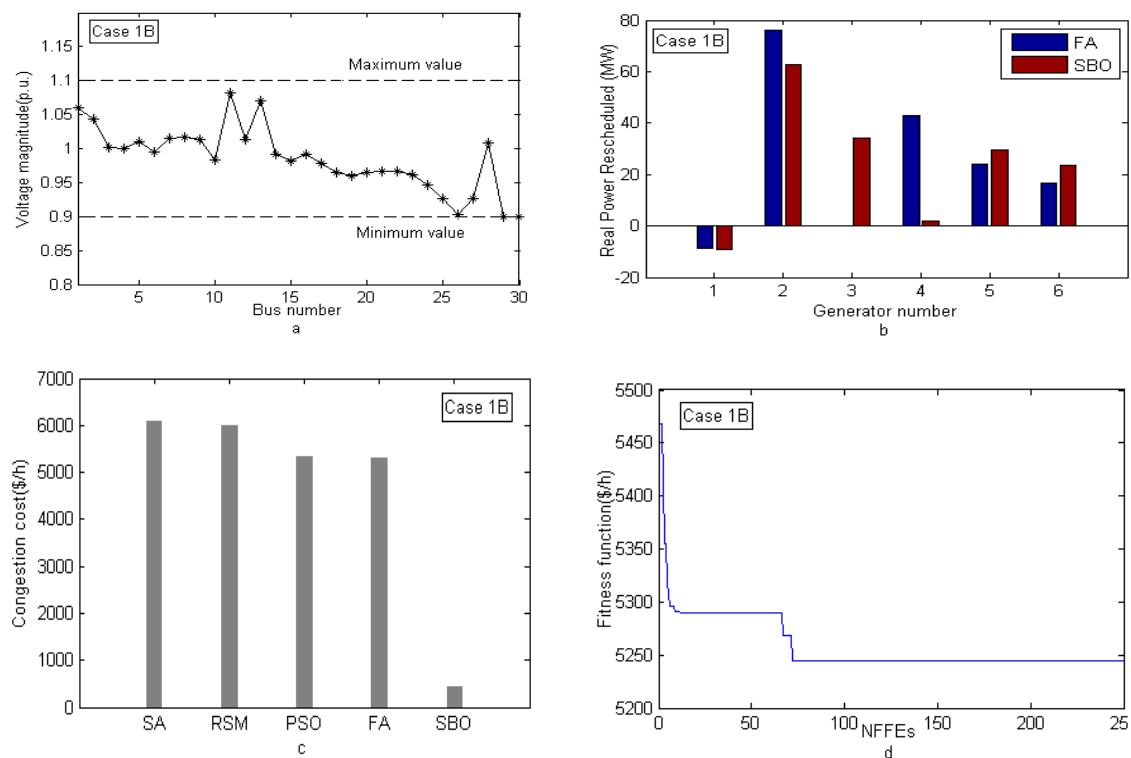 Case 1B
Voltage magnitude(p.u.)
1.15
1.1
1.05
1
0.95
0.9
0.85
0.8
Maximum value
Minimum value
5 10 15 20 25 30
Bus number
a
Case 1B
FA
SBO
Real Power Rescheduled (MW)
80
60
40
20
0
-20
1 2 3 4 5 6
Generator number
b
Case 1B
Congestion cost($/h)
7000
6000
5000
4000
3000
2000
1000
0
SA RSM PSO FA SBO
c
Case 1B
Fitness function($/h)
5500
5450
5400
5350
5300
5250
5200
0 50 100 150 200 25
NFFEs
d